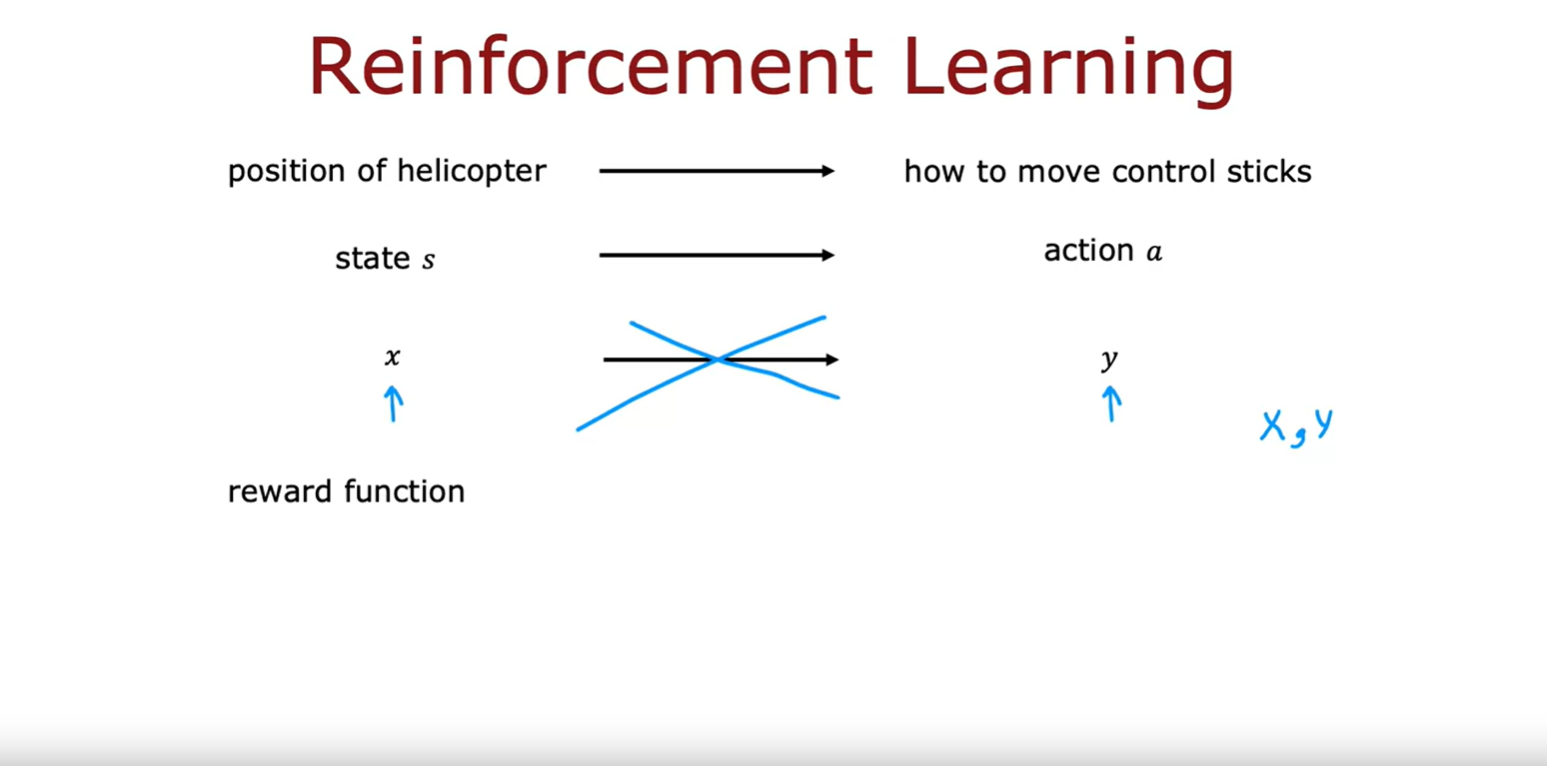 Reinforcement Learning
position of helicopter how to move control sticks
state s action a
x y
x, y
reward function